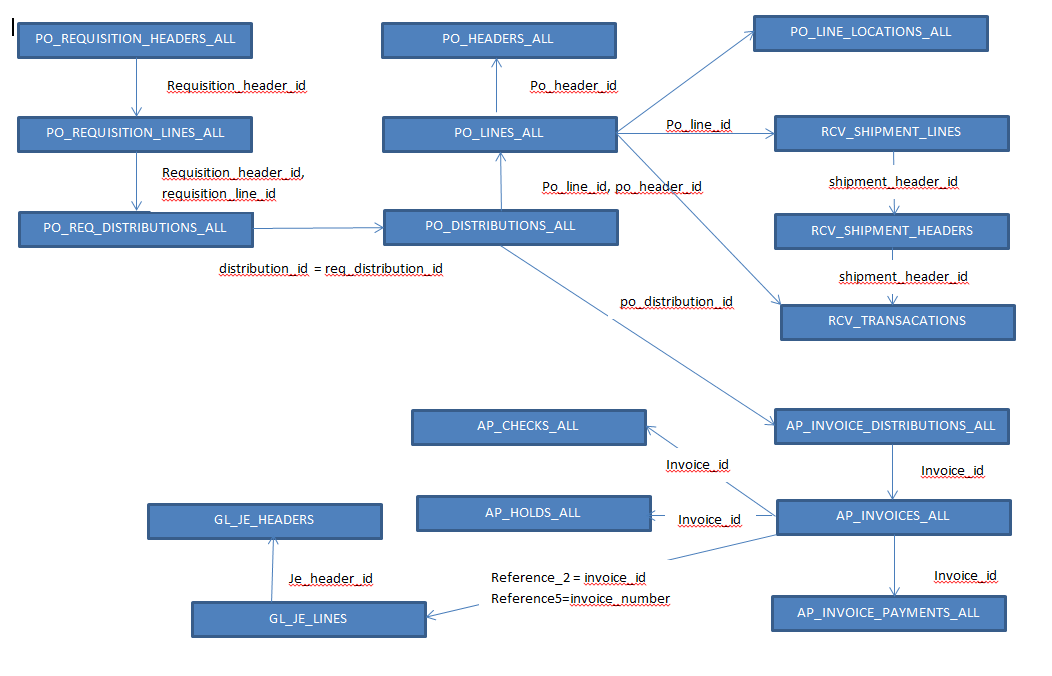 PO_REQUISITION_HEADERS_ALL
PO_HEADERS_ALL
PO_LINE_LOCATIONS_ALL
Requisition_header_id
Po_header_id
PO_REQUISITION_LINES_ALL
PO_LINES_ALL
Po_line_id
RCV_SHIPMENT_LINES
Requisition_header_id,
requisition_line_id
Po_line_id, po_header_id
shipment_header_id
PO_REQ_DISTRIBUTIONS_ALL
PO_DISTRIBUTIONS_ALL
RCV_SHIPMENT_HEADERS
distribution_id = req_distribution_id
shipment_header_id
po_distribution_id
RCV_TRANSACATIONS
AP_CHECKS_ALL
AP_INVOICE_DISTRIBUTIONS_ALL
Invoice_id
Invoice_id
GL_JE_HEADERS
AP_HOLDS_ALL
Invoice_id
AP_INVOICES_ALL
Je_header_id
Reference_2 = invoice_id
Reference5=invoice_number
Invoice_id
GL_JE_LINES
AP_INVOICE_PAYMENTS_ALL